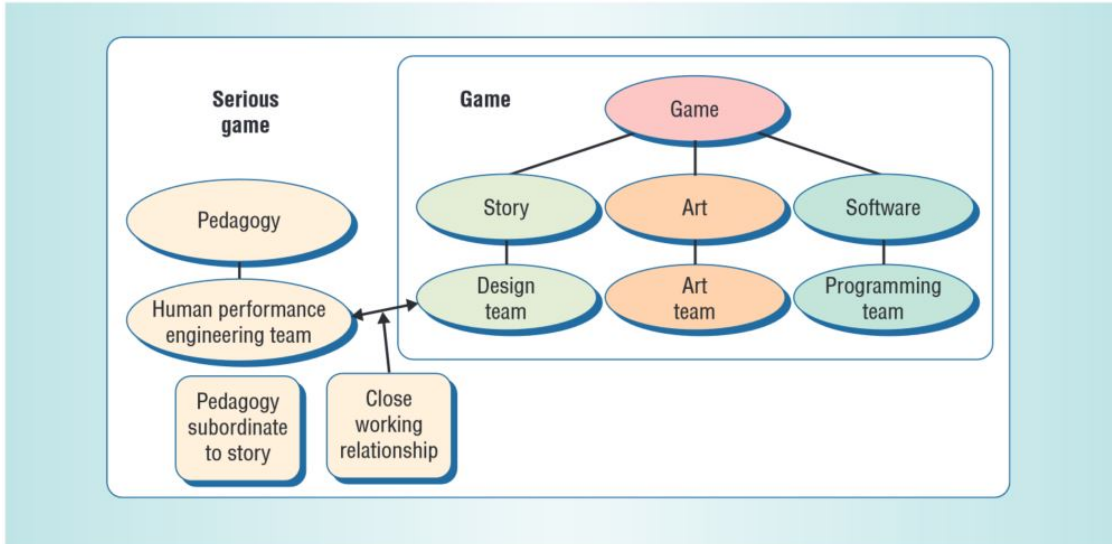 Serious
game
Game
Game
Story
Art
Software
Pedagogy
Design
team
Art
team
Programming
team
Human performance
engineering team
Pedagogy
subordinate
to story
Close
working
relationship